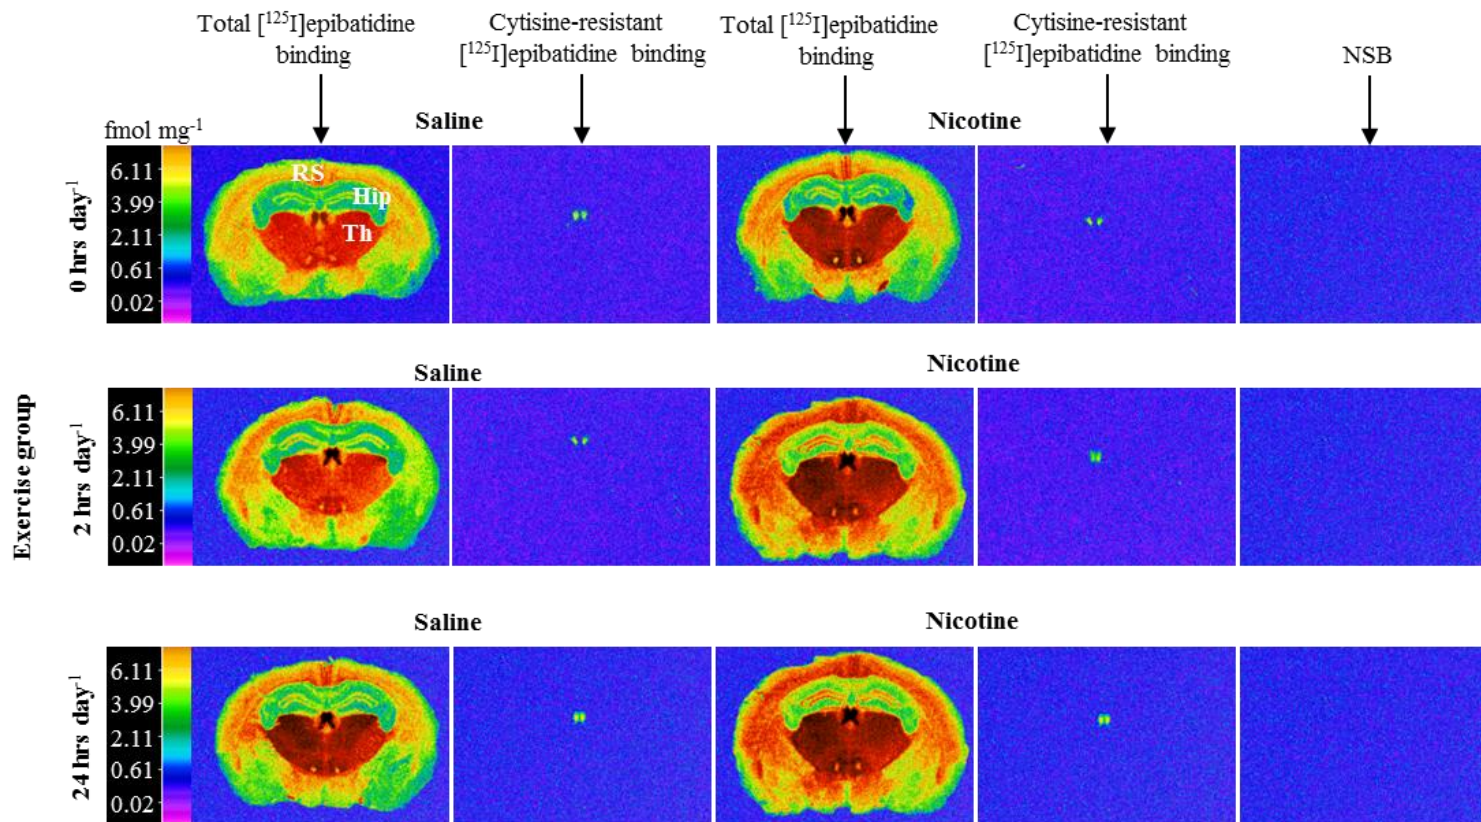 Total [¹²⁵I]epibatidine
binding
Cytisine-resistant
[¹²⁵I]epibatidine binding
Total [¹²⁵I]epibatidine
binding
Cytisine-resistant
[¹²⁵I]epibatidine binding
NSB
fmol mg⁻¹
Saline
Nicotine
0 hrs day⁻¹
6.11
3.99
2.11
0.61
0.02
RS
Hip
Th
Exercise group
Saline
Nicotine
2 hrs day⁻¹
6.11
3.99
2.11
0.61
0.02
Saline
Nicotine
24 hrs day⁻¹
6.11
3.99
2.11
0.61
0.02